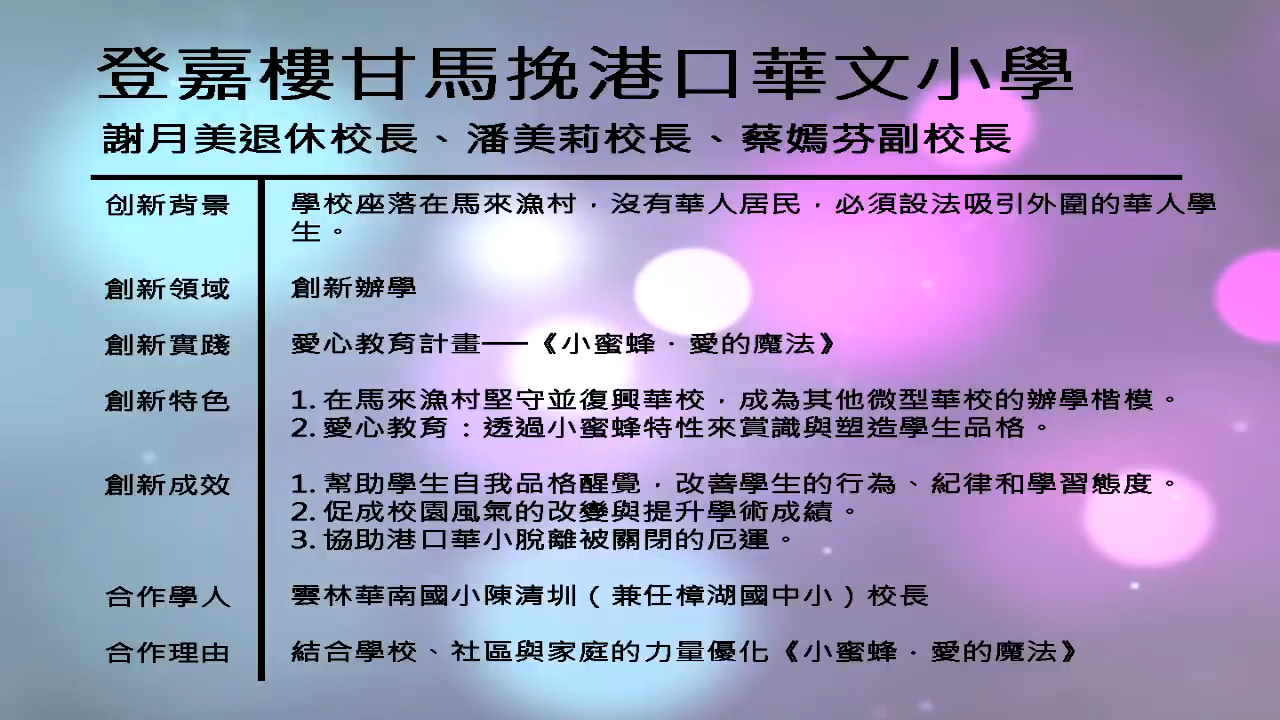 登嘉樓甘馬挽港口華文小學
謝月美退休校長、潘美莉校長、蔡嫣芬副校長
创新背景 學校座落在馬來漁村，沒有華人居民，必須設法吸引外圍的華人學
生。
創新領域 創新辦學
創新實踐 愛心教育計畫──《小蜜蜂．愛的魔法》
創新特色 1. 在馬來漁村堅守並復興華校，成為其他微型華校的辦學楷模。
2. 愛心教育：透過小蜜蜂特性來賞識與塑造學生品格。
創新成效 1. 幫助學生自我品格醒覺，改善學生的行為、紀律和學習態度。
2. 促成校園風氣的改變與提升學術成績。
3. 協助港口華小脫離被關閉的厄運。
合作學人 雲林華南國小陳清圳（兼任樟湖國中小）校長
合作理由 結合學校、社區與家庭的力量優化《小蜜蜂．愛的魔法》